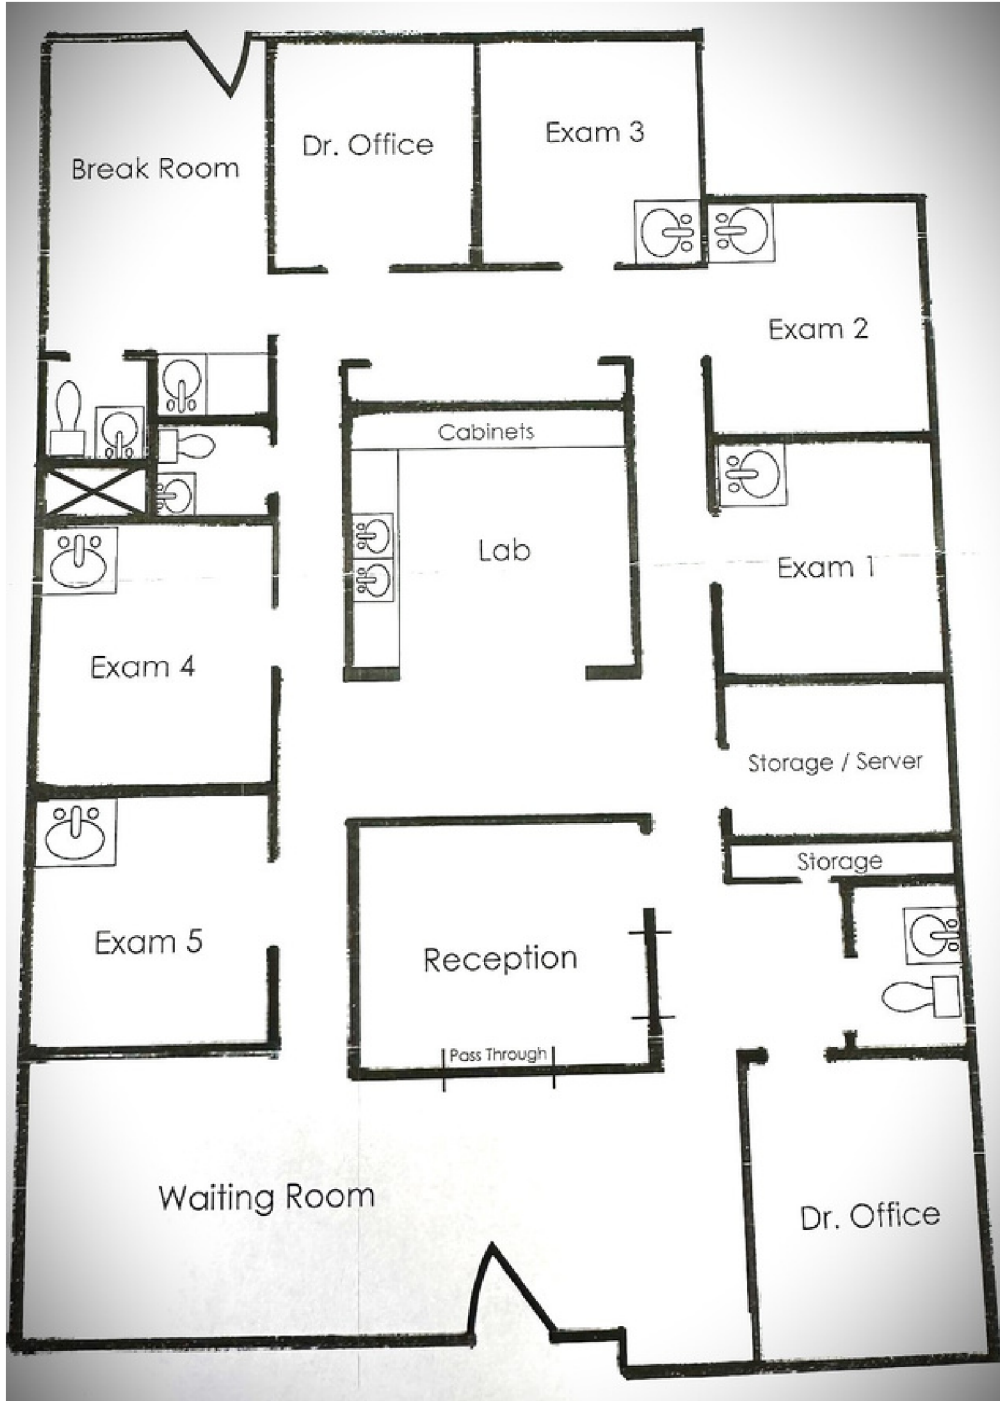 Break Room
Dr. Office
Exam 3
Exam 2
Cabinets
Lab
Exam 1
Exam 4
Storage / Server
Storage
Exam 5
Reception
Pass Through
Waiting Room
Dr. Office